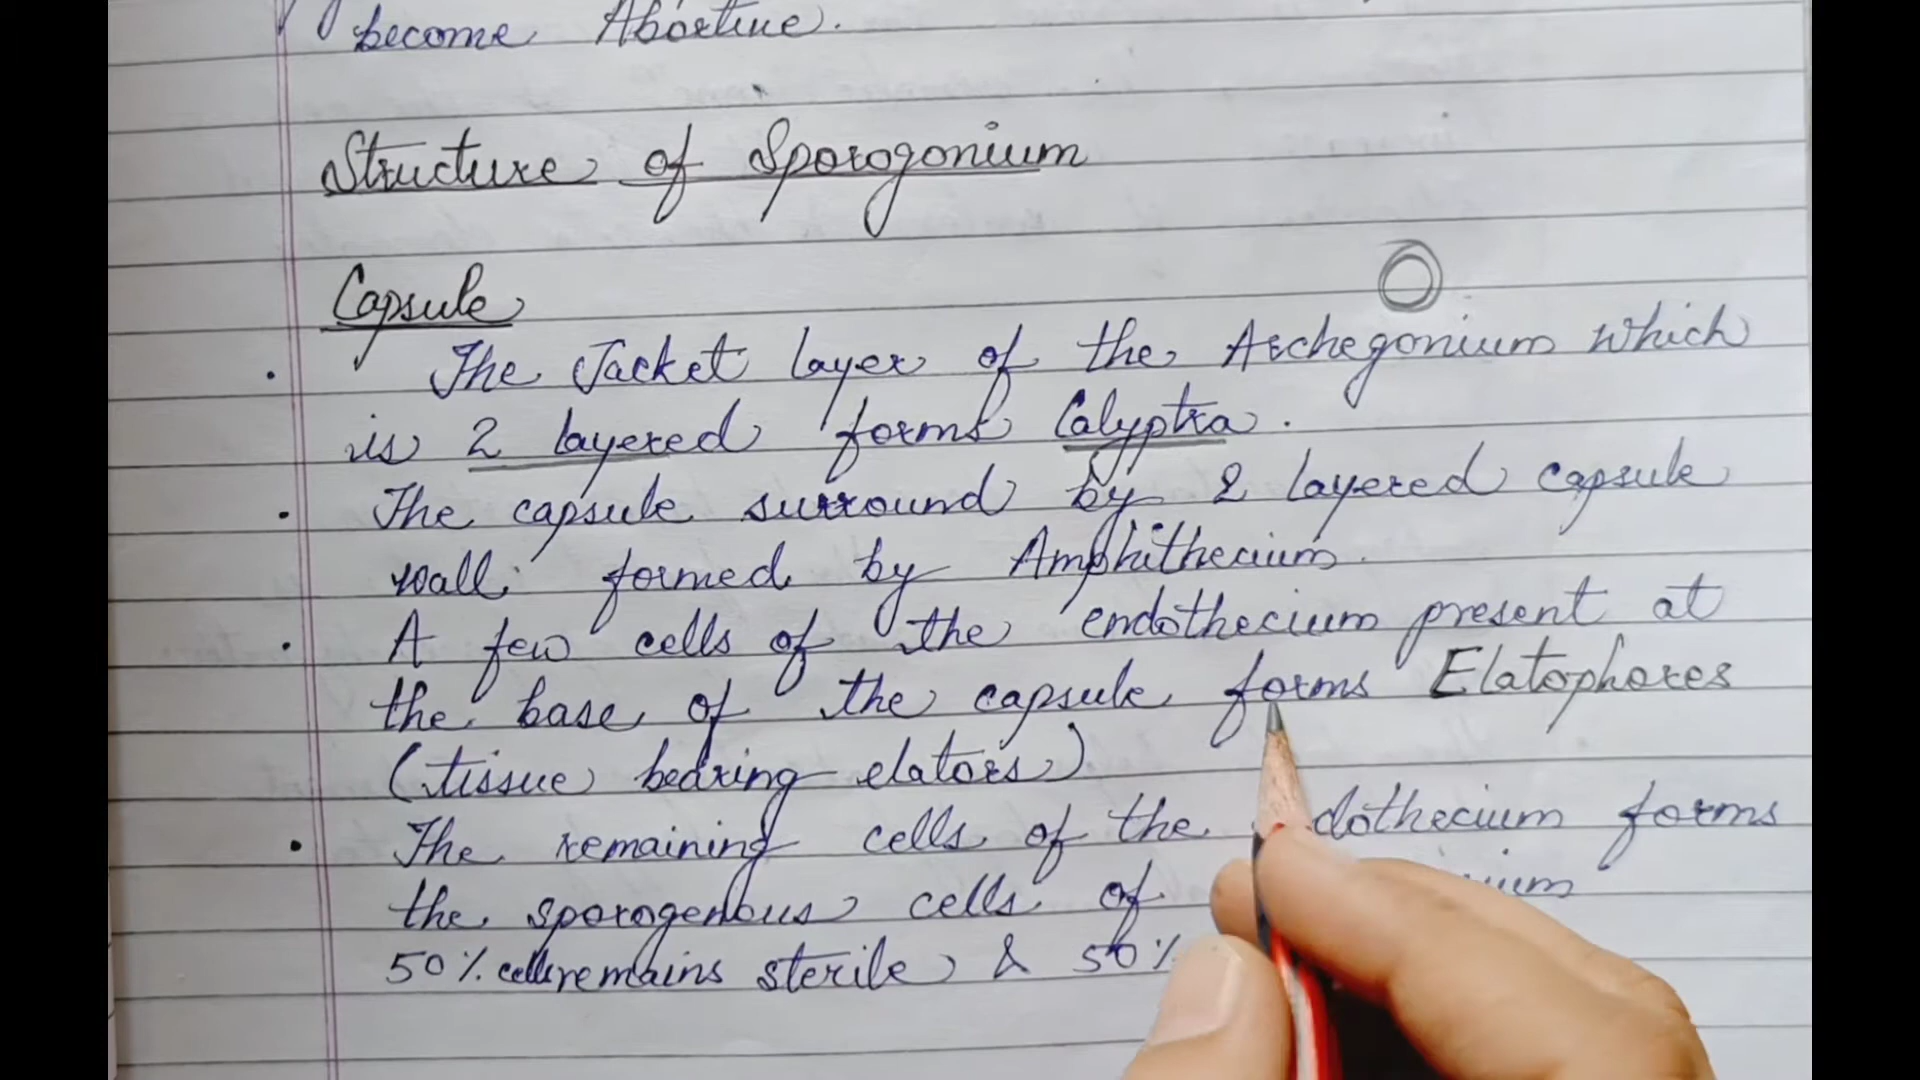 become Abortive.
Structure of Sporogonium
Capsule
. The Jacket layer of the Archegonium which
is 2 layered forms Calyptra.
. The capsule surround by 2 layered capsule
wall formed by Amphithecium.
. A few cells of the endothecium present at
the base of the capsule forms Elatophores
(tissue bearing elators)
. The remaining cells of the dothecium forms
the sporogenous cells of
50% cells remains sterile & 50%